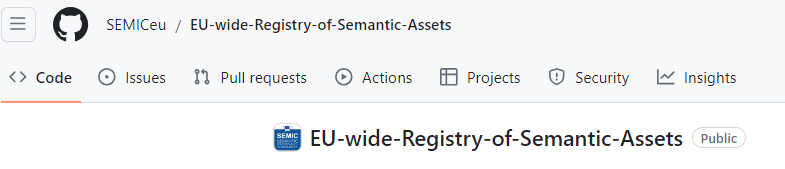 SEMICeu / EU-wide-Registry-of-Semantic-Assets
Code Issues Pull requests Actions Projects Security Insights
SEMIC EU-wide-Registry-of-Semantic-Assets Public